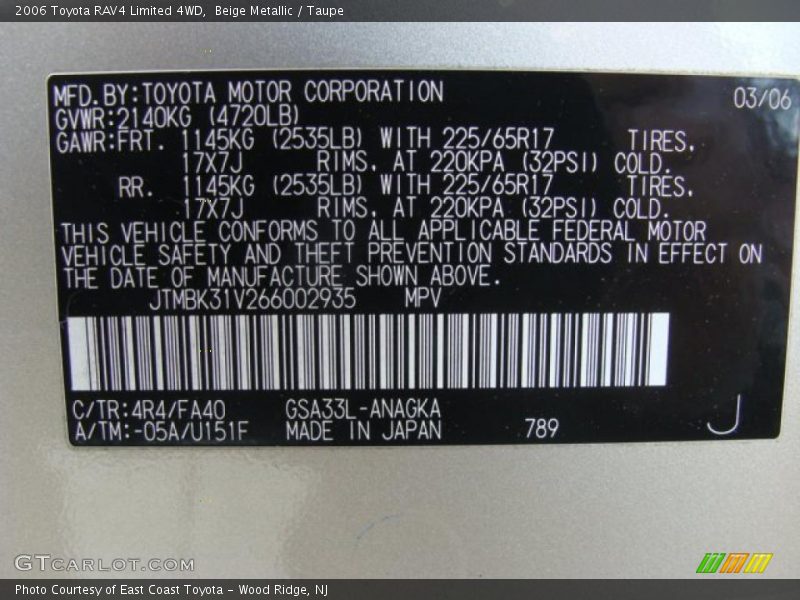 2006 Toyota RAV4 Limited 4WD,  Beige Metallic / Taupe
MFD.BY:TOYOTA MOTOR CORPORATION 03/06
GVWR:2140KG (4720LB)
GAWR:FRT. 1145KG (2535LB) WITH 225/65R17 TIRES,
17X7J RIMS, AT 220KPA (32PSI) COLD.
RR. 1145KG (2535LB) WITH 225/65R17 TIRES,
17X7J RIMS, AT 220KPA (32PSI) COLD.
THIS VEHICLE CONFORMS TO ALL APPLICABLE FEDERAL MOTOR
VEHICLE SAFETY AND THEFT PREVENTION STANDARDS IN EFFECT ON
THE DATE OF MANUFACTURE SHOWN ABOVE.
JTMBK31V266002935 MPV
C/TR:4R4/FA40 GSA33L-ANAGKA
A/TM:-05A/U151F MADE IN JAPAN 789 J
GTCARLOT.COM
Photo Courtesy of East Coast Toyota – Wood Ridge, NJ